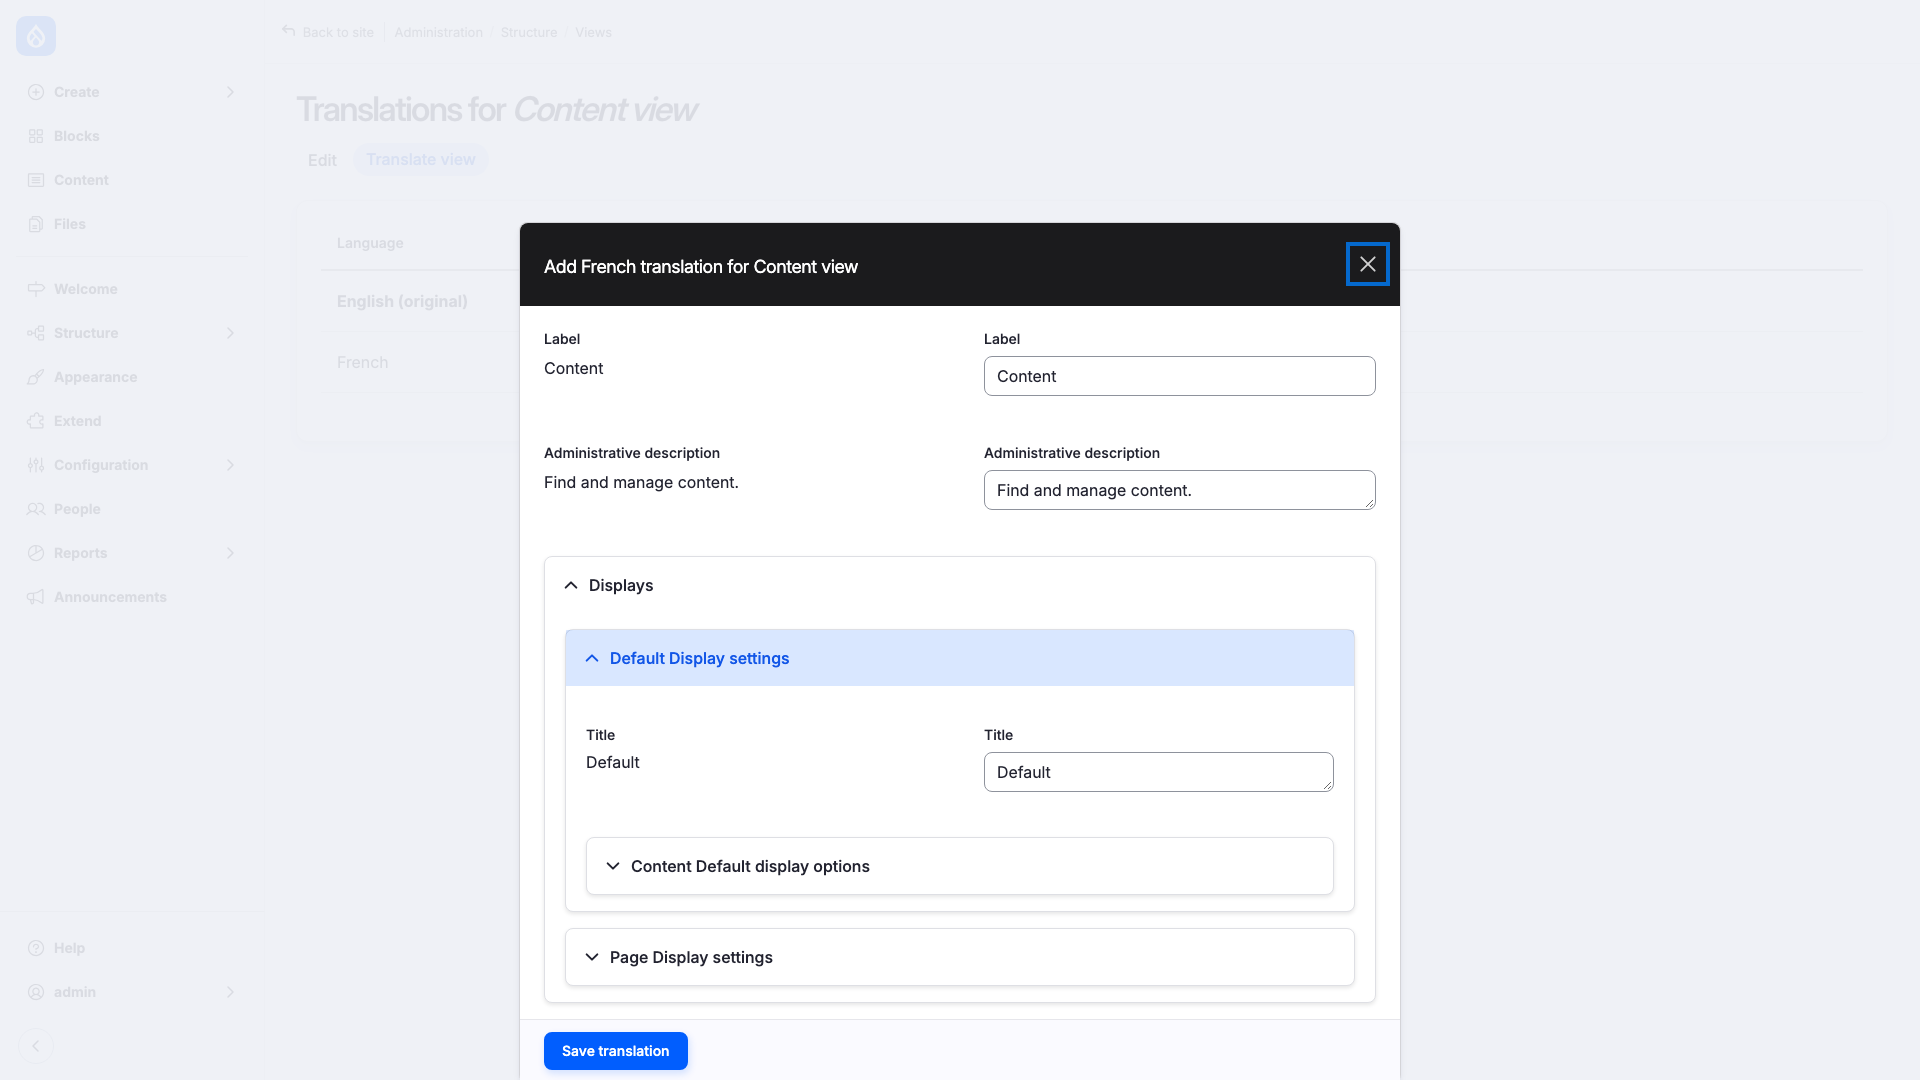 Back to site
Administration
Structure
Views
Create
Blocks
Content
Files
Welcome
Structure
Appearance
Extend
Configuration
People
Reports
Announcements
Help
admin
Translations for Content view
Edit
Translate view
Language
English (original)
French
Add French translation for Content view
Label
Content
Label
Content
Administrative description
Find and manage content.
Administrative description
Find and manage content.
Displays
Default Display settings
Title
Default
Title
Default
Content Default display options
Page Display settings
Save translation